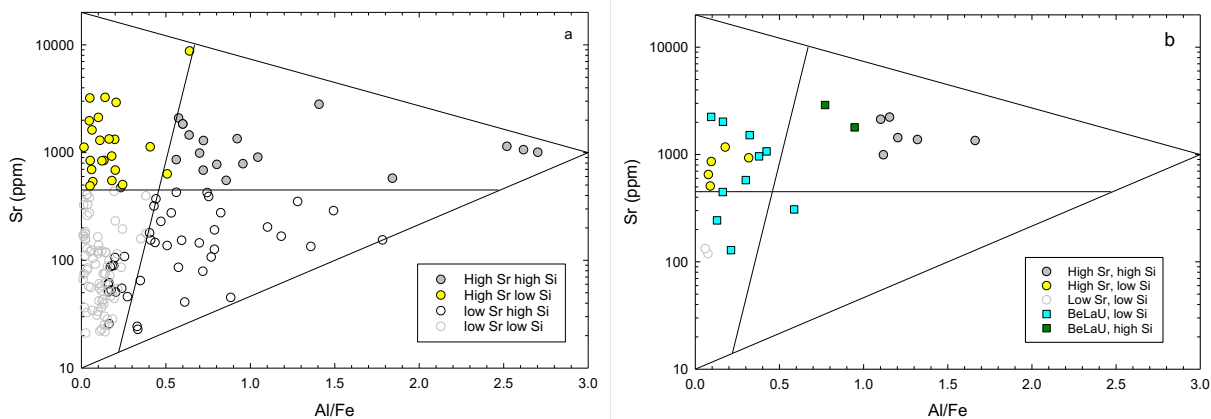 a
10000
1000
100
10
Sr (ppm)
0.0 0.5 1.0 1.5 2.0 2.5 3.0
Al/Fe
High Sr high Si
High Sr low Si
low Sr high Si
low Sr low Si
b
10000
1000
100
10
Sr (ppm)
0.0 0.5 1.0 1.5 2.0 2.5 3.0
Al/Fe
High Sr, high Si
High Sr, low Si
Low Sr, low Si
BeLaU, low Si
BeLaU, high Si